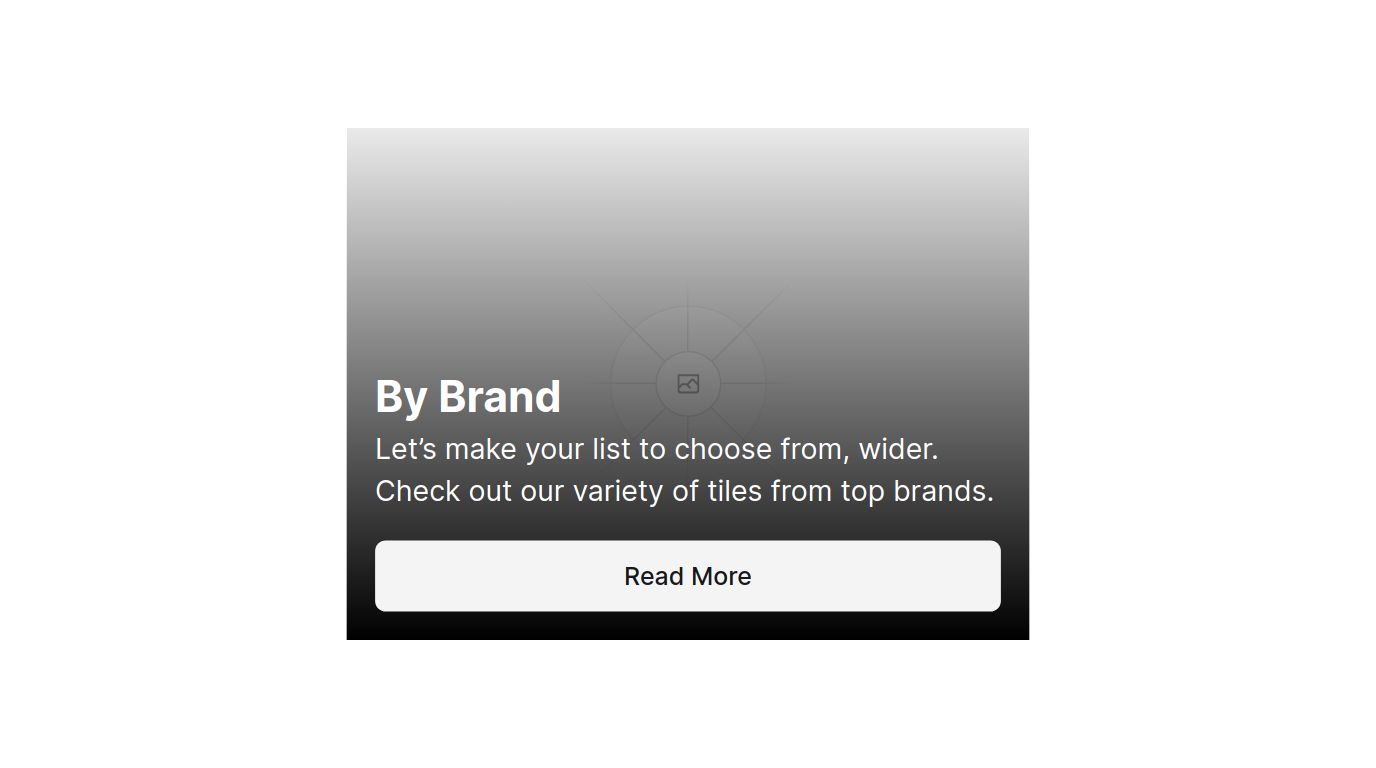 By Brand
Let’s make your list to choose from, wider.
Check out our variety of tiles from top brands.
Read More